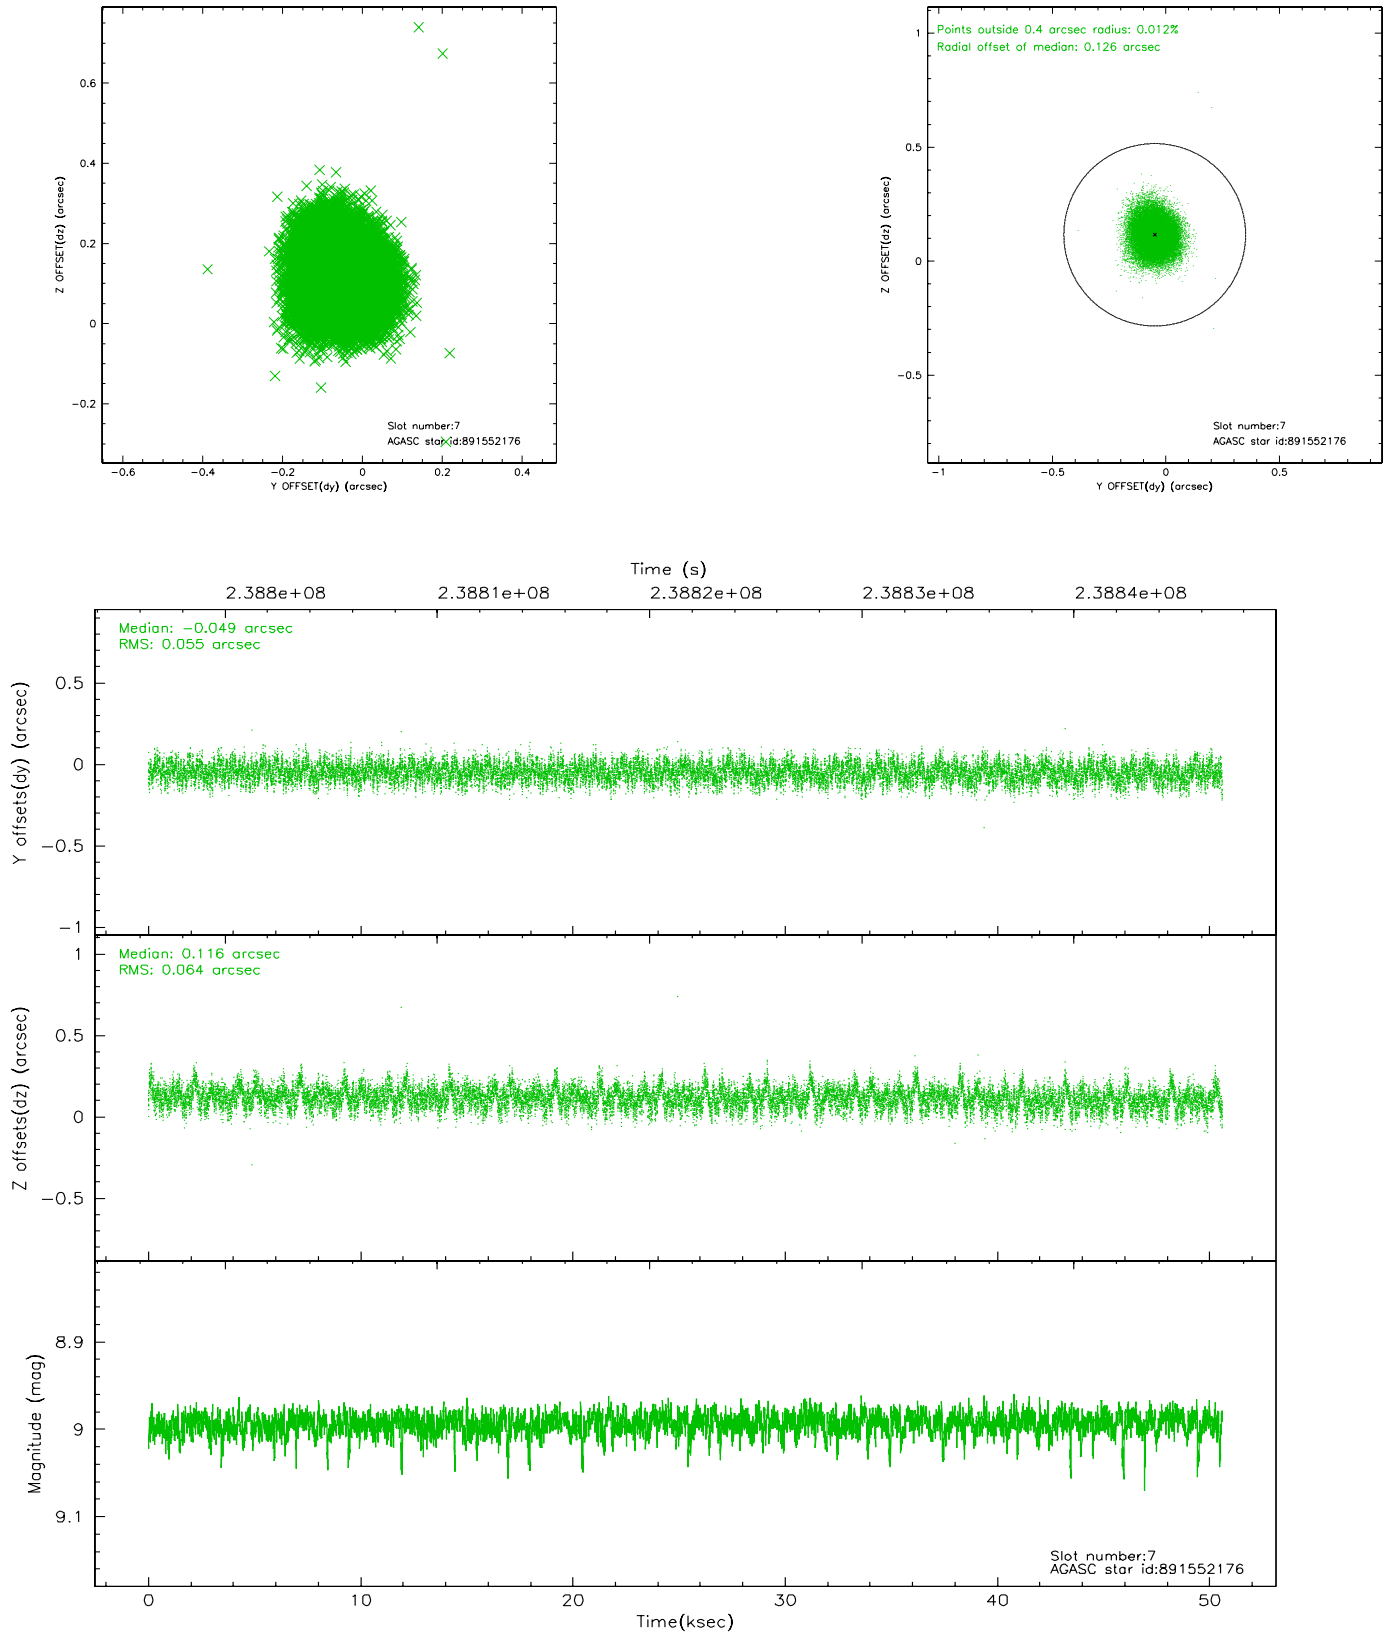 0.6
0.4
0.2
0
−0.2
Z OFFSET(dz) (arcsec)
Slot number:7
AGASC star id:891552176
−0.6 −0.4 −0.2 0 0.2 0.4
Y OFFSET(dy) (arcsec)
Points outside 0.4 arcsec radius: 0.012%
Radial offset of median: 0.126 arcsec
1
0.5
0
−0.5
Z OFFSET(dz) (arcsec)
Slot number:7
AGASC star id:891552176
−1 −0.5 0 0.5
Y OFFSET(dy) (arcsec)
Time (s)
2.388e+08 2.3881e+08 2.3882e+08 2.3883e+08 2.3884e+08
Median: −0.049 arcsec
RMS: 0.055 arcsec
0.5
0
−0.5
−1
Y offsets(dy) (arcsec)
Median: 0.116 arcsec
RMS: 0.064 arcsec
1
0.5
0
−0.5
Z offsets(dz) (arcsec)
8.9
9
9.1
Magnitude (mag)
Slot number:7
AGASC star id:891552176
0 10 20 30 40 50
Time(ksec)